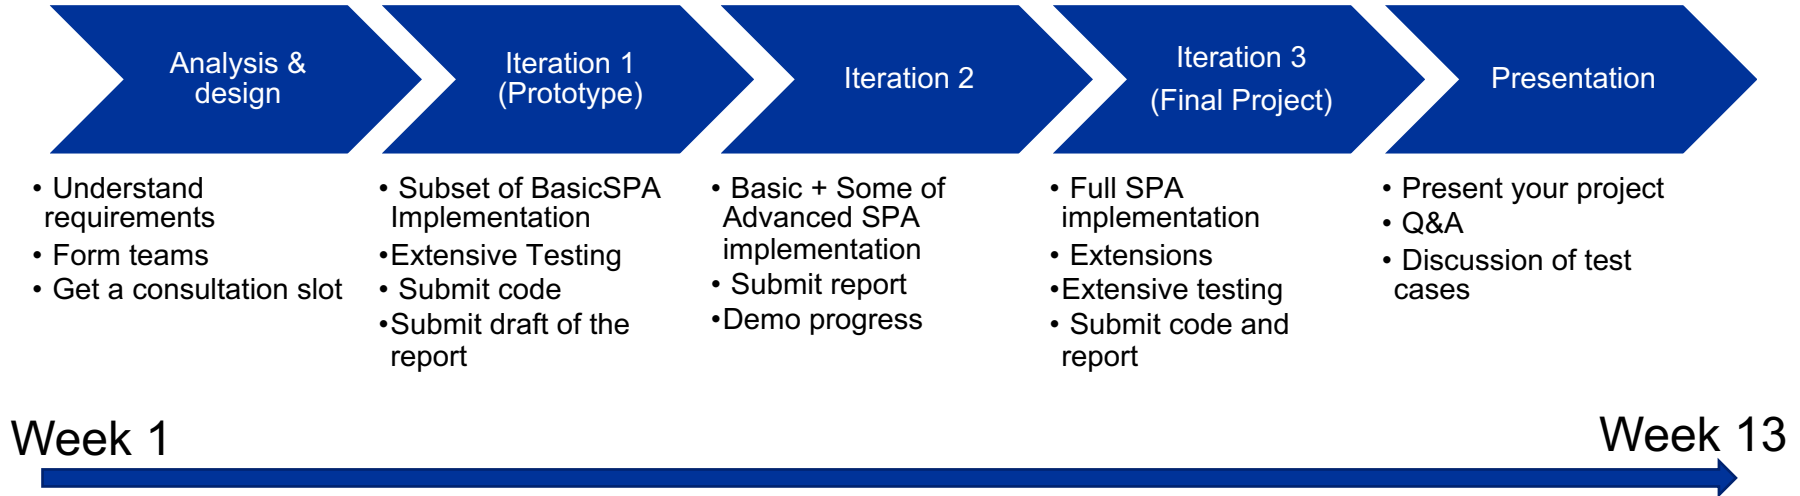 Analysis &
design
Iteration 1
(Prototype)
Iteration 2
Iteration 3
(Final Project)
Presentation
• Understand
requirements
• Form teams
• Get a consultation slot
• Subset of BasicSPA
Implementation
•Extensive Testing
• Submit code
•Submit draft of the
report
• Basic + Some of
Advanced SPA
implementation
• Submit report
•Demo progress
• Full SPA
implementation
• Extensions
•Extensive testing
• Submit code and
report
• Present your project
• Q&A
• Discussion of test
cases
Week 1
Week 13